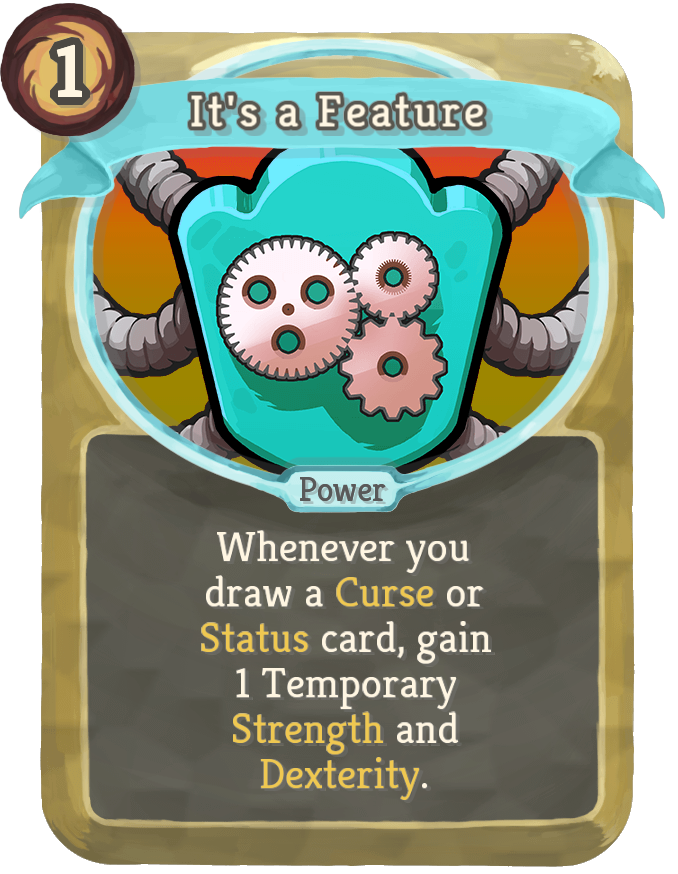 1
It's a Feature
Power
Whenever you
draw a Curse or
Status card, gain
1 Temporary
Strength and
Dexterity.